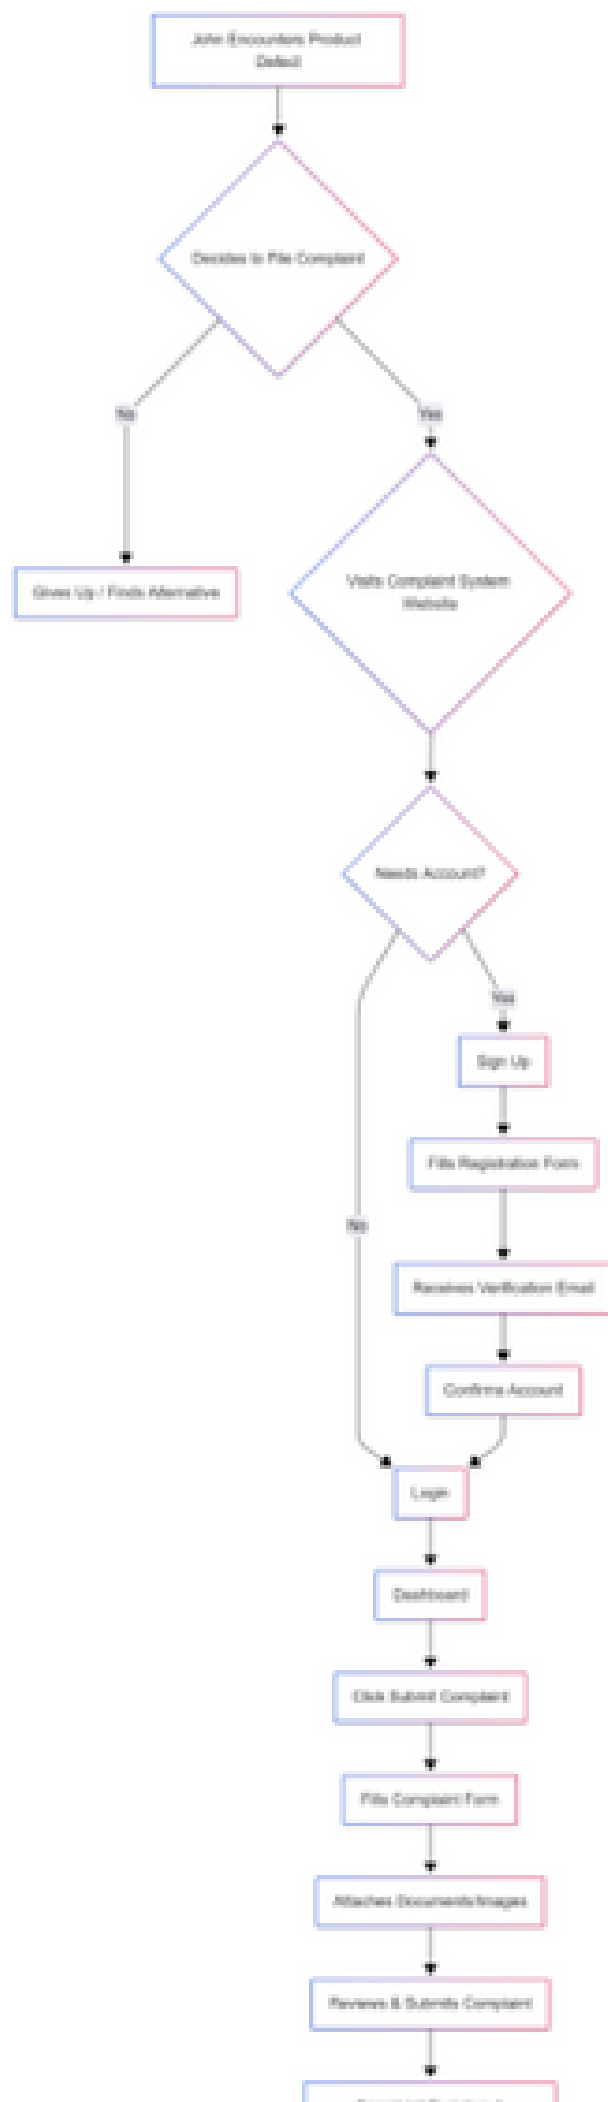 John Encounters Product
Defect
Decides to File Complaint
No
Yes
Gives Up / Finds Alternative
Visits Complaint System
Website
Needs Account?
Yes
Sign Up
Fills Registration Form
No
Receives Verification Email
Confirms Account
Login
Dashboard
Click Submit Complaint
Fills Complaint Form
Attaches Documents/Images
Reviews & Submits Complaint